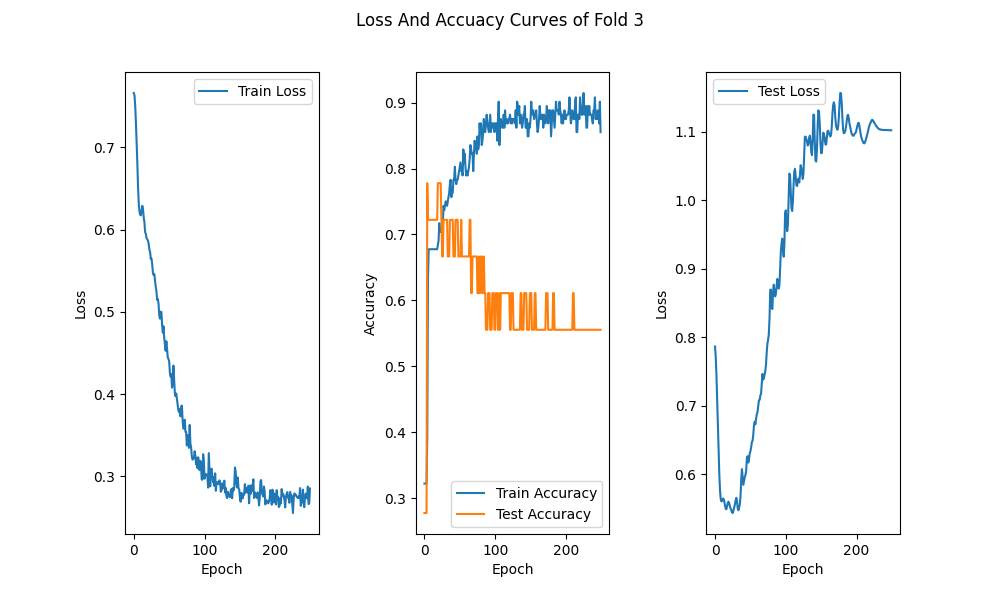 Loss And Accuacy Curves of Fold 3
Train Loss
Loss
0.7
0.6
0.5
0.4
0.3
0 100 200
Epoch
Accuracy
0.9
0.8
0.7
0.6
0.5
0.4
0.3
Train Accuracy
Test Accuracy
0 100 200
Epoch
Test Loss
Loss
1.1
1.0
0.9
0.8
0.7
0.6
0 100 200
Epoch